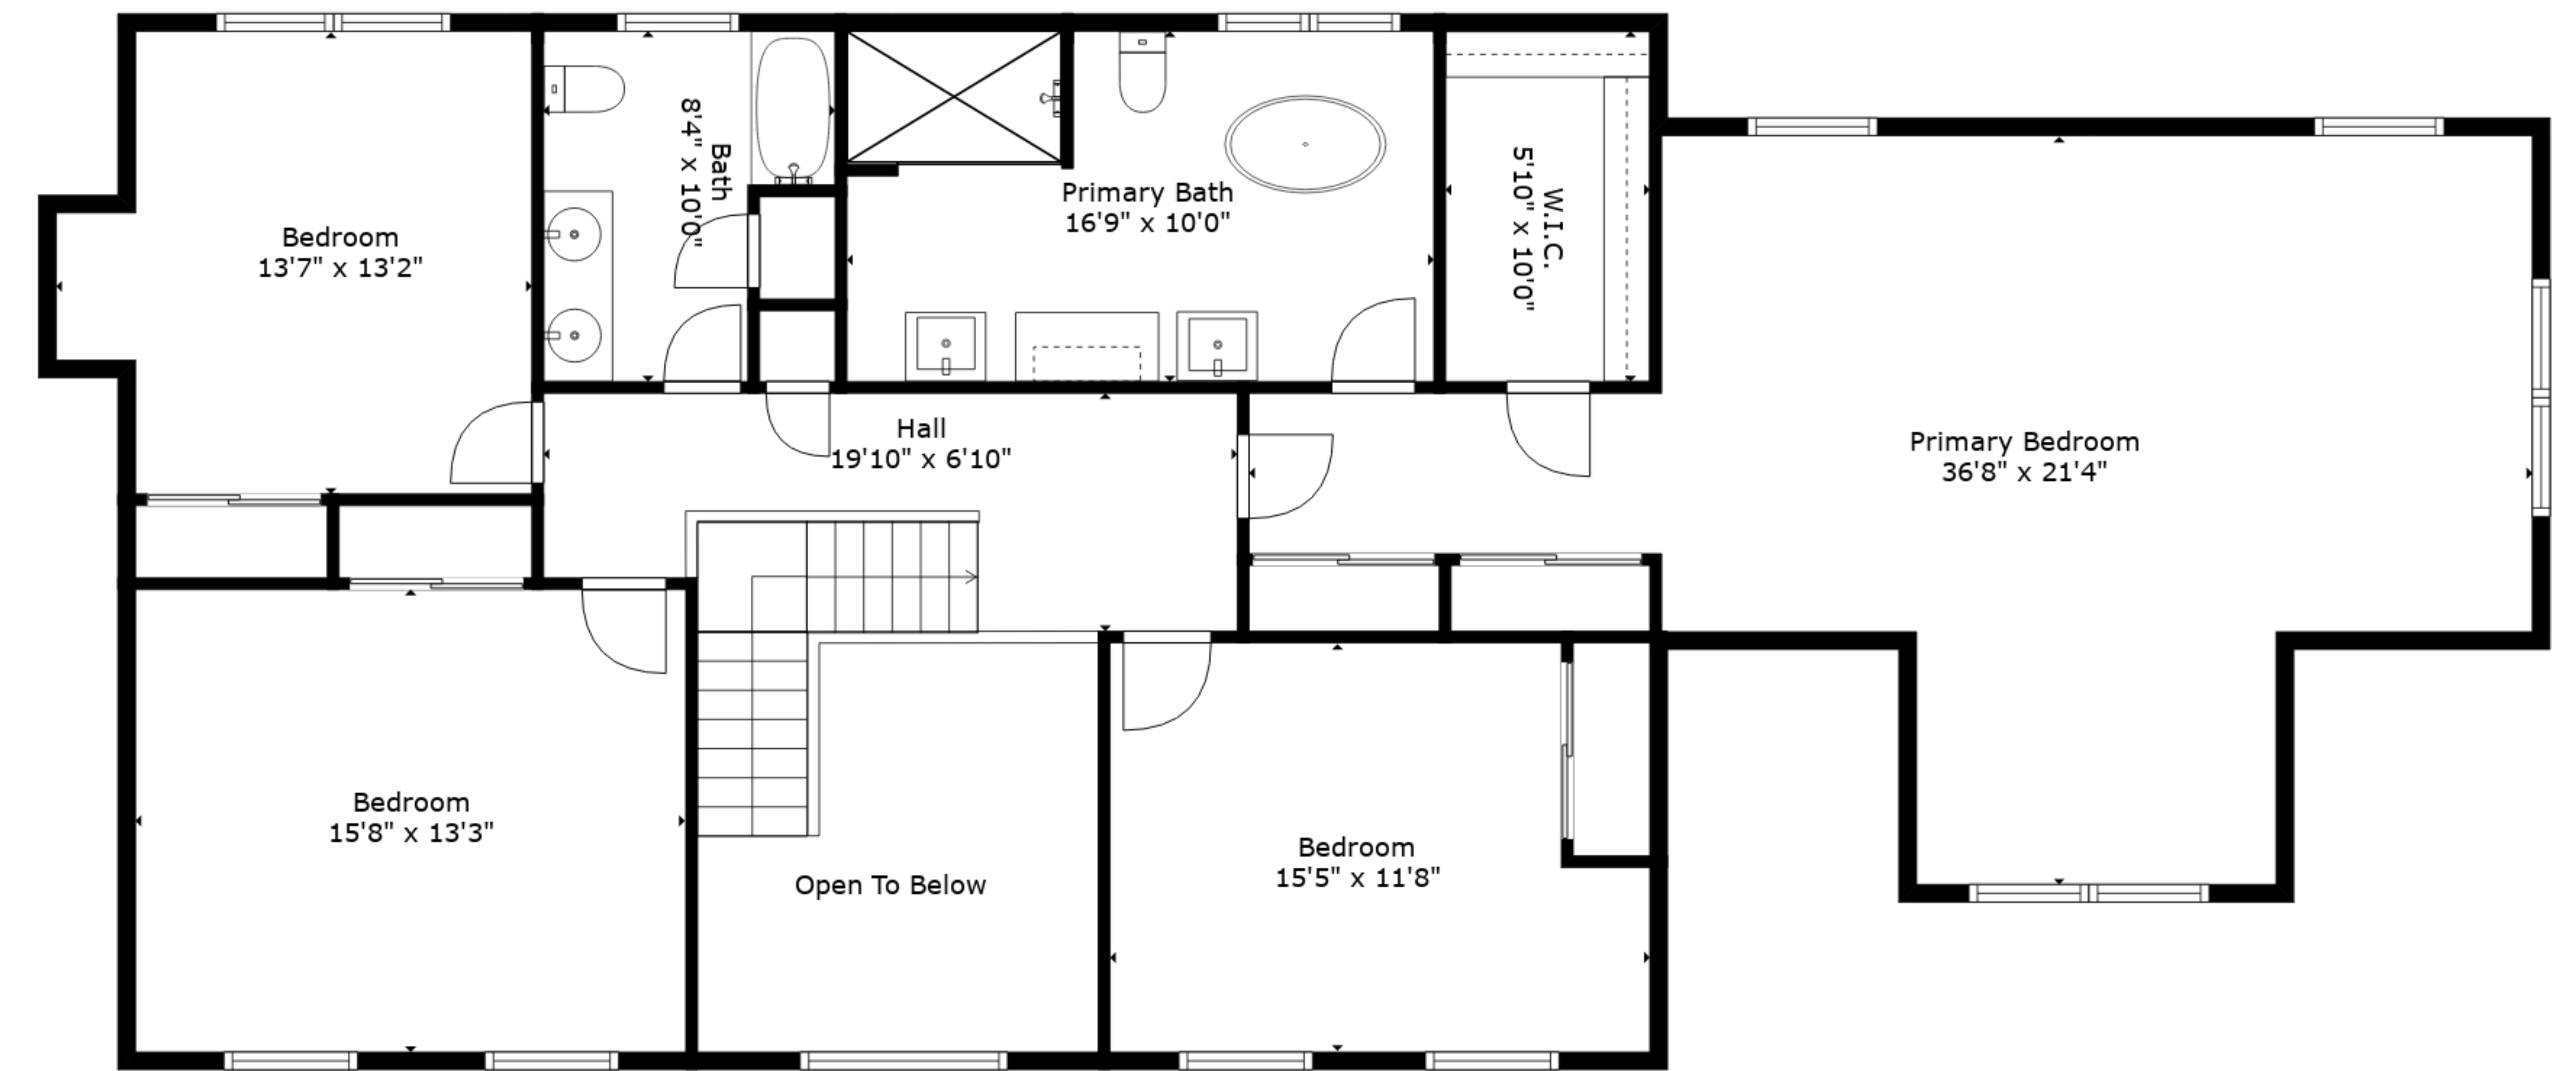 Bedroom
13'7" x 13'2"
Bath
8'4" x 10'0"
Primary Bath
16'9" x 10'0"
W.I.C.
5'10" x 10'0"
Hall
19'10" x 6'10"
Primary Bedroom
36'8" x 21'4"
Bedroom
15'8" x 13'3"
Open To Below
Bedroom
15'5" x 11'8"